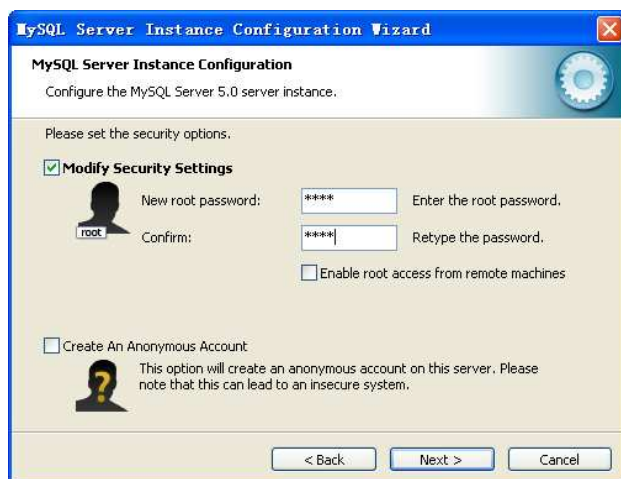 MySQL Server Instance Configuration Wizard
MySQL Server Instance Configuration
Configure the MySQL Server 5.0 server instance.
Please set the security options.
Modify Security Settings
New root password: **** Enter the root password.
root
Confirm: **** Retype the password.
Enable root access from remote machines
Create An Anonymous Account
This option will create an anonymous account on this server. Please
note that this can lead to an insecure system.
< Back Next > Cancel